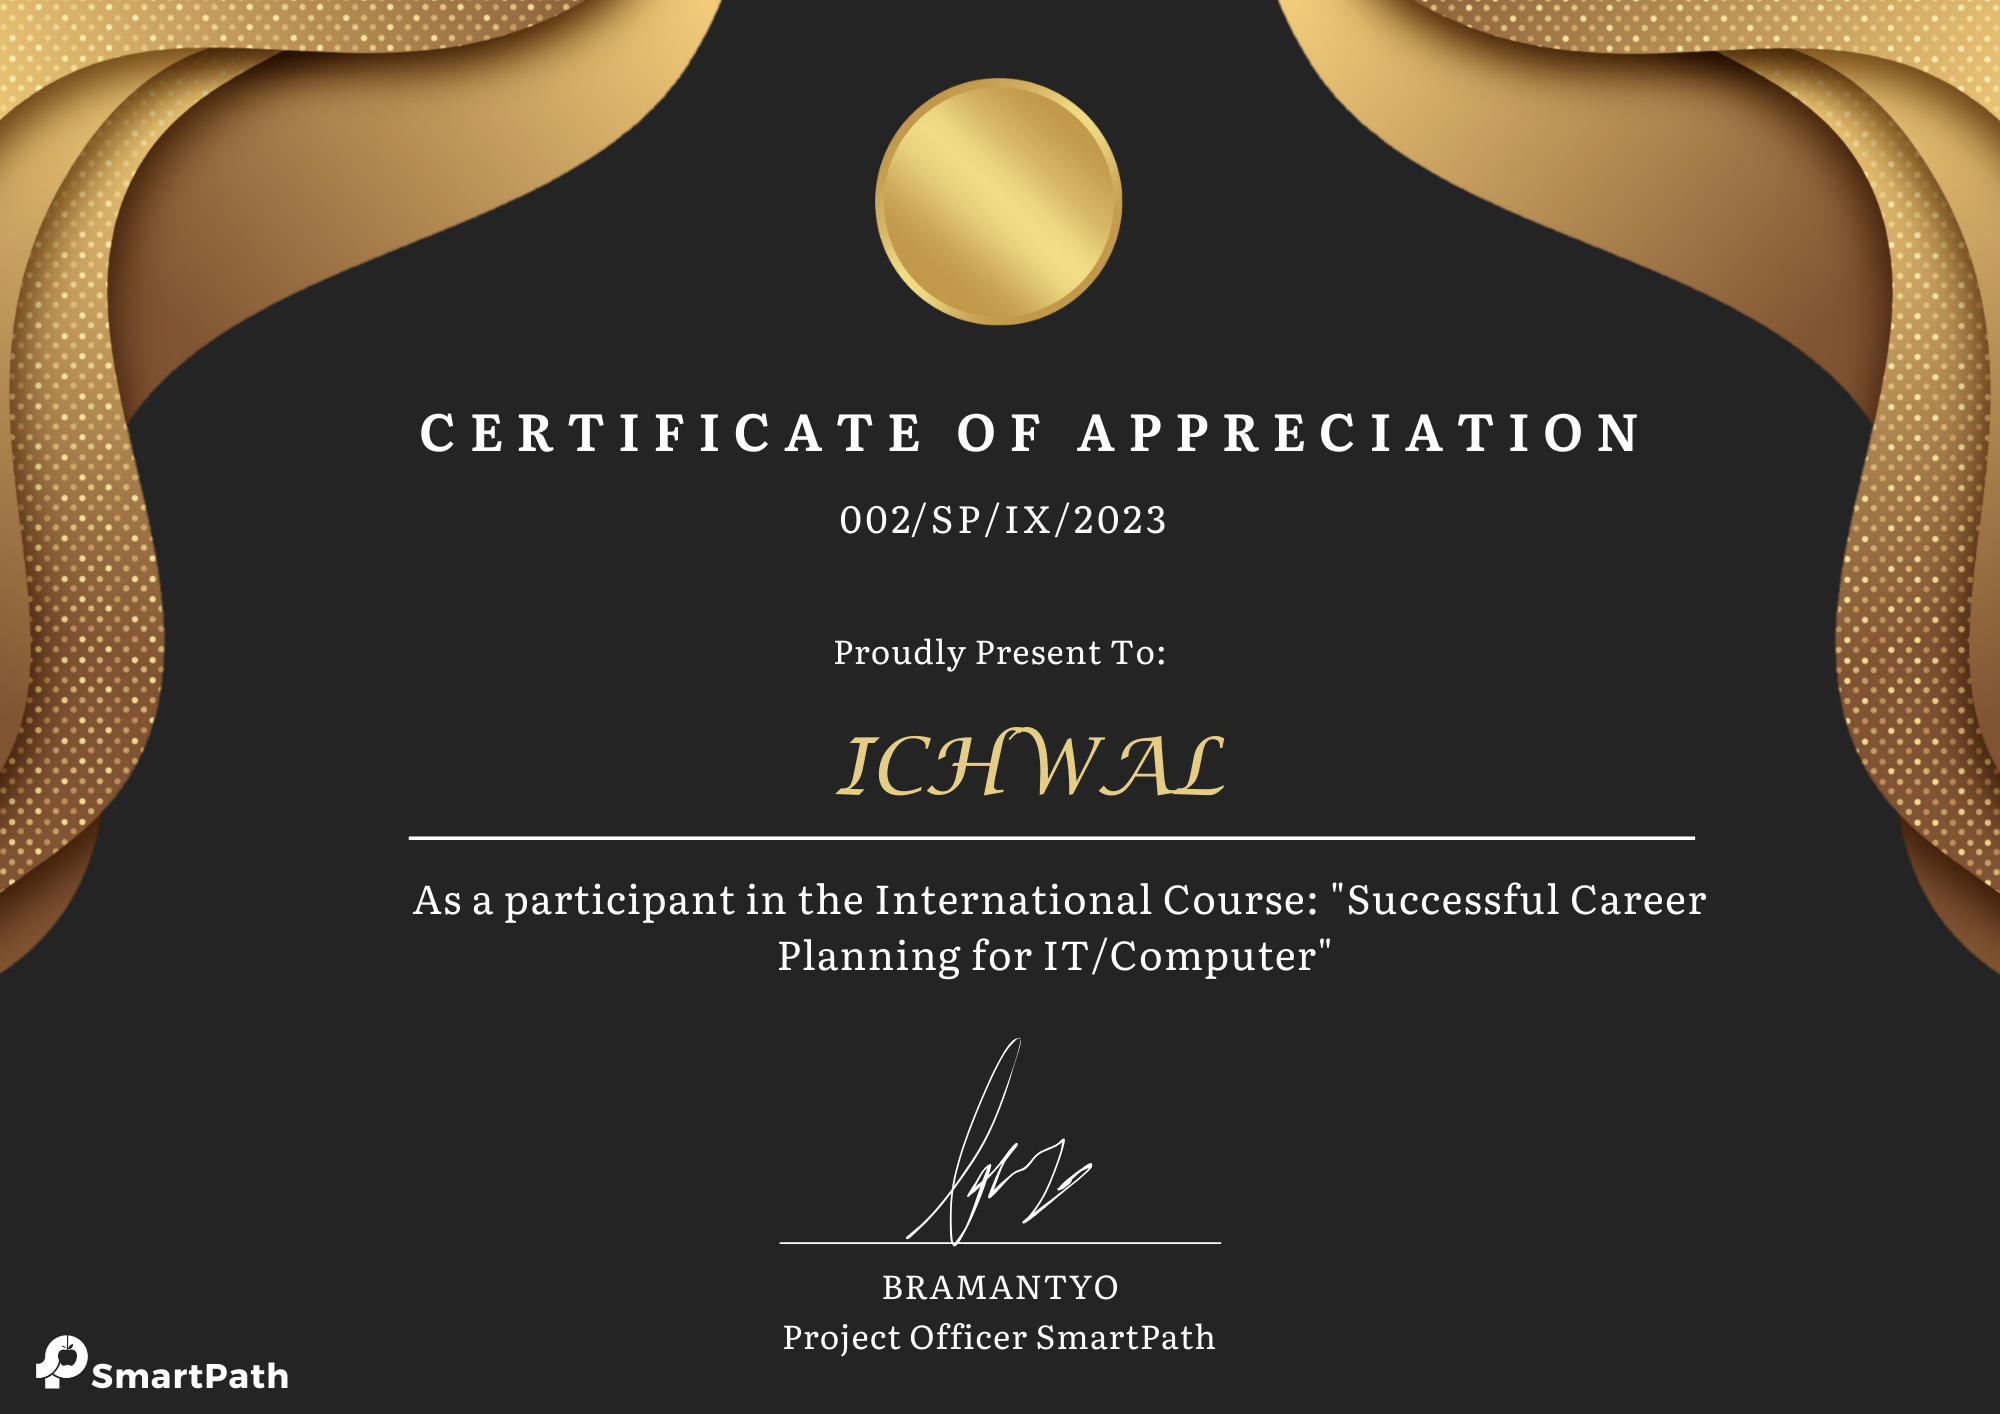 CERTIFICATE OF APPRECIATION
002/SP/IX/2023
Proudly Present To:
ICHWAL
As a participant in the International Course: "Successful Career
Planning for IT/Computer"
BRAMANTYO
Project Officer SmartPath
SmartPath